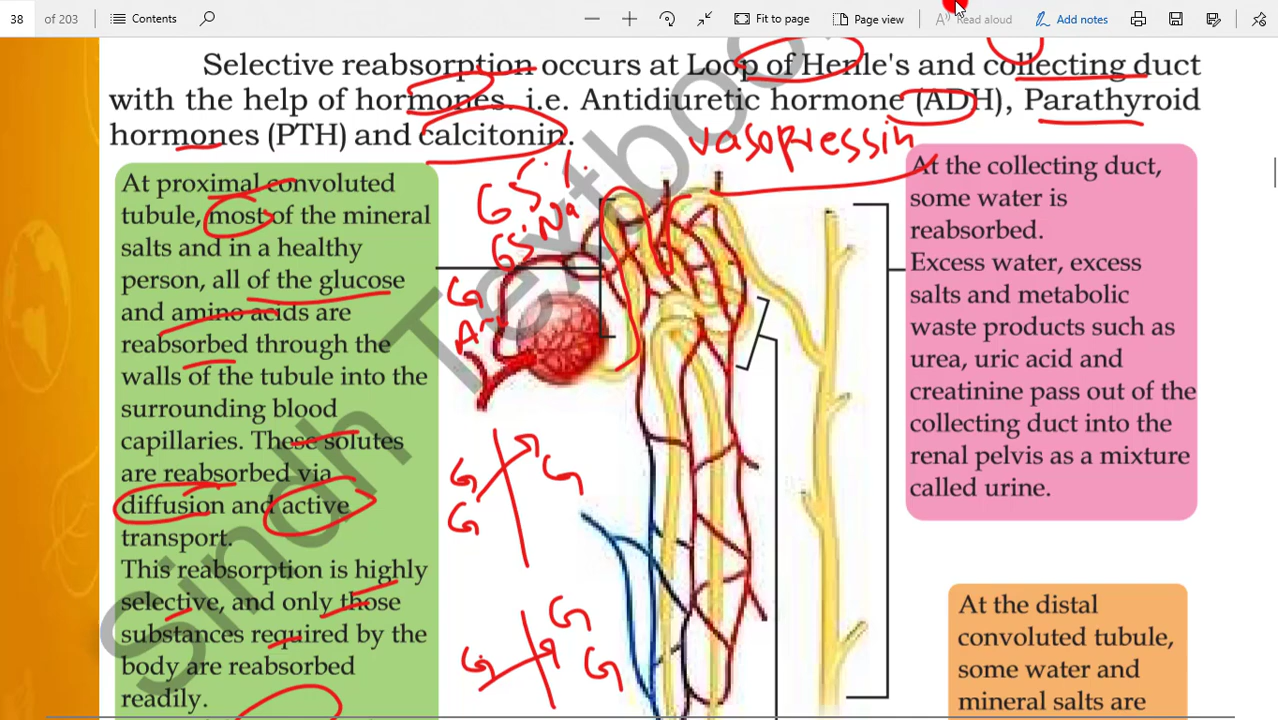 38 of 203 Contents Fit to page Page view Read aloud Add notes
Selective reabsorption occurs at Loop of Henle's and collecting duct
with the help of hormones. i.e. Antidiuretic hormone (ADH), Parathyroid
hormones (PTH) and calcitonin.
vasopressin
At proximal convoluted
tubule, most of the mineral
salts and in a healthy
person, all of the glucose
and amino acids are
reabsorbed through the
walls of the tubule into the
surrounding blood
capillaries. These solutes
are reabsorbed via
diffusion and active
transport.
This reabsorption is highly
selective, and only those
substances required by the
body are reabsorbed
readily.
G
G
G
G
G
G
G
G
Sindh Textbook
At the collecting duct,
some water is
reabsorbed.
Excess water, excess
salts and metabolic
waste products such as
urea, uric acid and
creatinine pass out of the
collecting duct into the
renal pelvis as a mixture
called urine.
At the distal
convoluted tubule,
some water and
mineral salts are